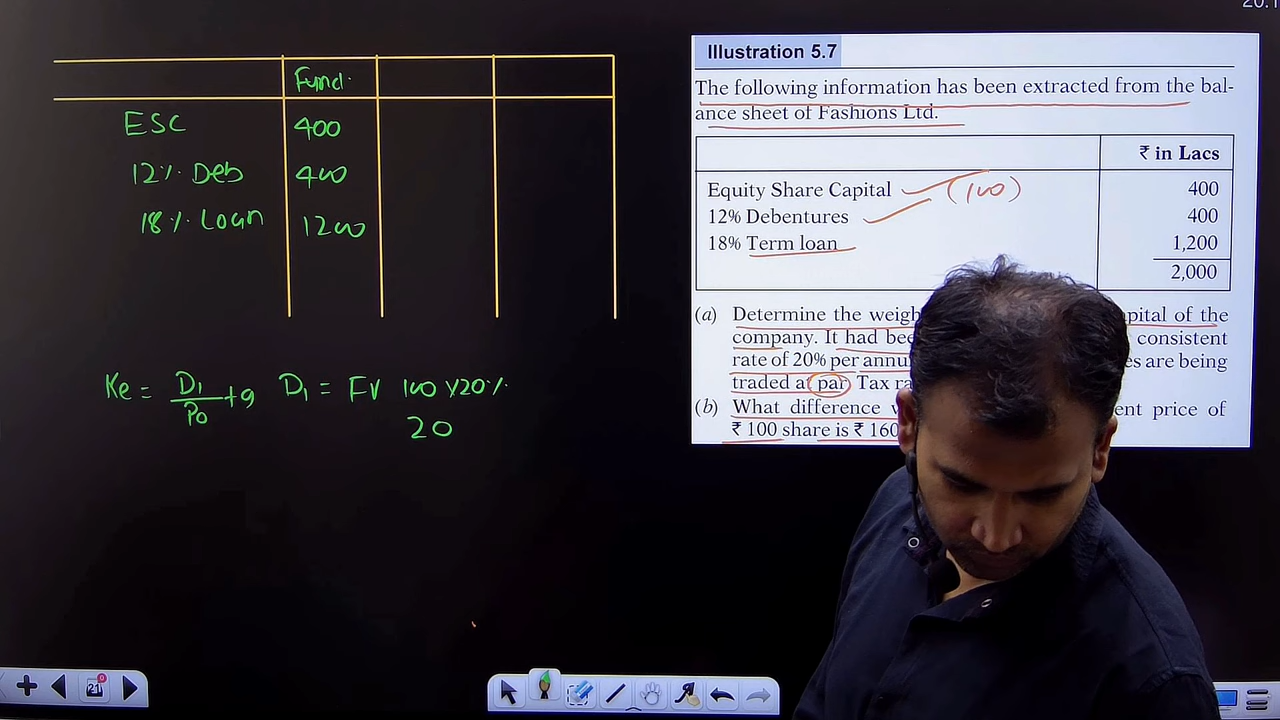 20.1
Fund
ESC 400
12% Deb 400
18% Loan 1200
Ke = D1 / P0 + g D1 = FV 100 x 20%
20
Illustration 5.7
The following information has been extracted from the bal-
ance sheet of Fashions Ltd.
₹ in Lacs
Equity Share Capital (100) 400
12% Debentures 400
18% Term loan 1,200
2,000
(a) Determine the pital of the
company. It had consistent
rate of 20% per es are being
traded at par Tax
(b) What difference ent price of
₹ 100 share is ₹ 160
21